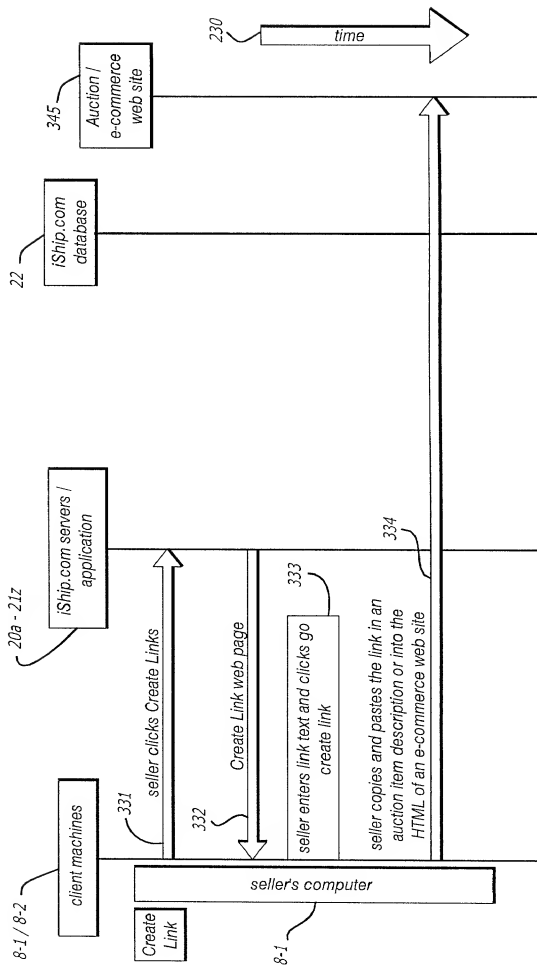 8-1 / 8-2
client machines
20a - 21z
iShip.com servers /
application
22
iShip.com
database
345
Auction /
e-commerce
web site
230
time
Create
Link
331
seller clicks Create Links
332
Create Link web page
333
seller enters link text and clicks go
create link
334
seller copies and pastes the link in an
auction item description or into the
HTML of an e-commerce web site
seller's computer
8-1